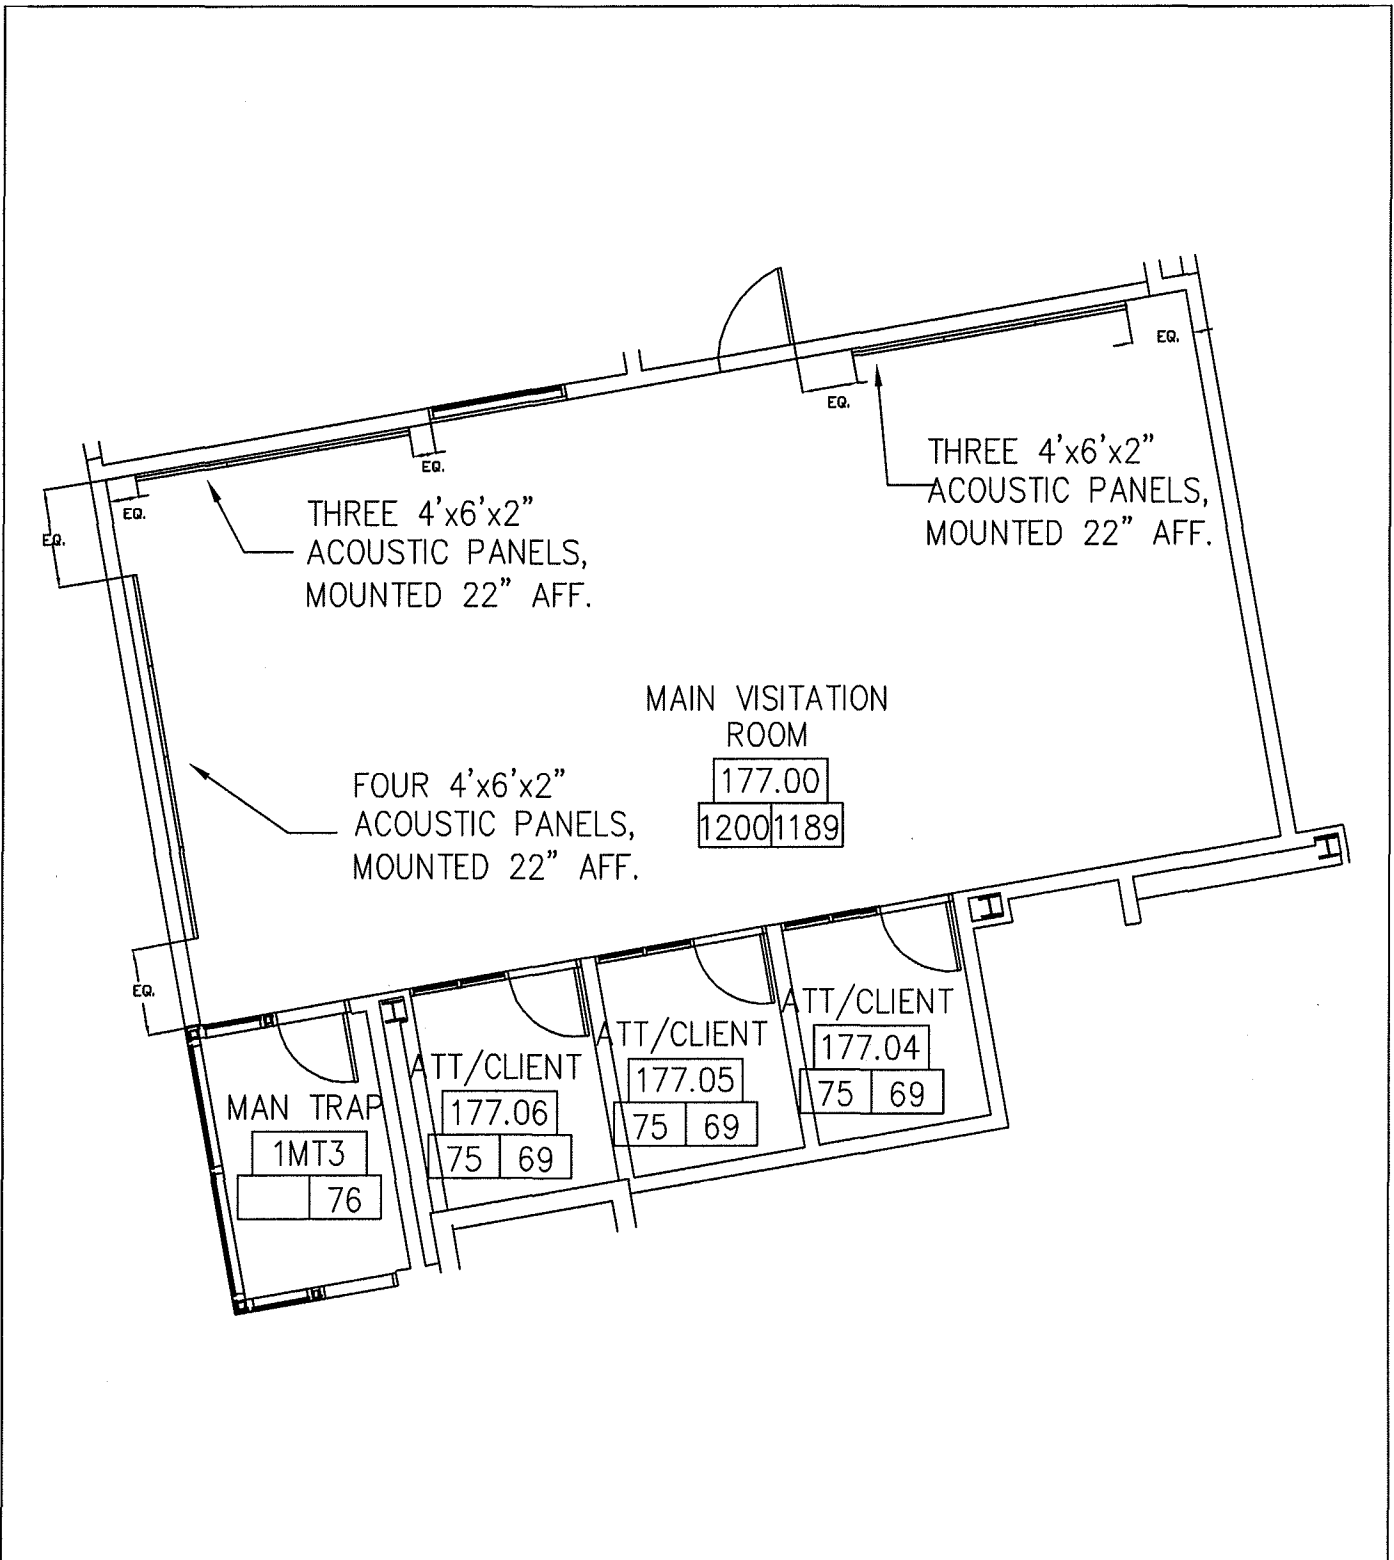 EQ.
EQ.
THREE 4'x6'x2"
ACOUSTIC PANELS,
MOUNTED 22" AFF.
EQ.
EQ.
EQ.
THREE 4'x6'x2"
ACOUSTIC PANELS,
MOUNTED 22" AFF.
MAIN VISITATION
ROOM
177.00
1200 1189
FOUR 4'x6'x2"
ACOUSTIC PANELS,
MOUNTED 22" AFF.
EQ.
ATT/CLIENT
177.04
75 69
ATT/CLIENT
177.05
75 69
ATT/CLIENT
177.06
75 69
MAN TRAP
1MT3
76